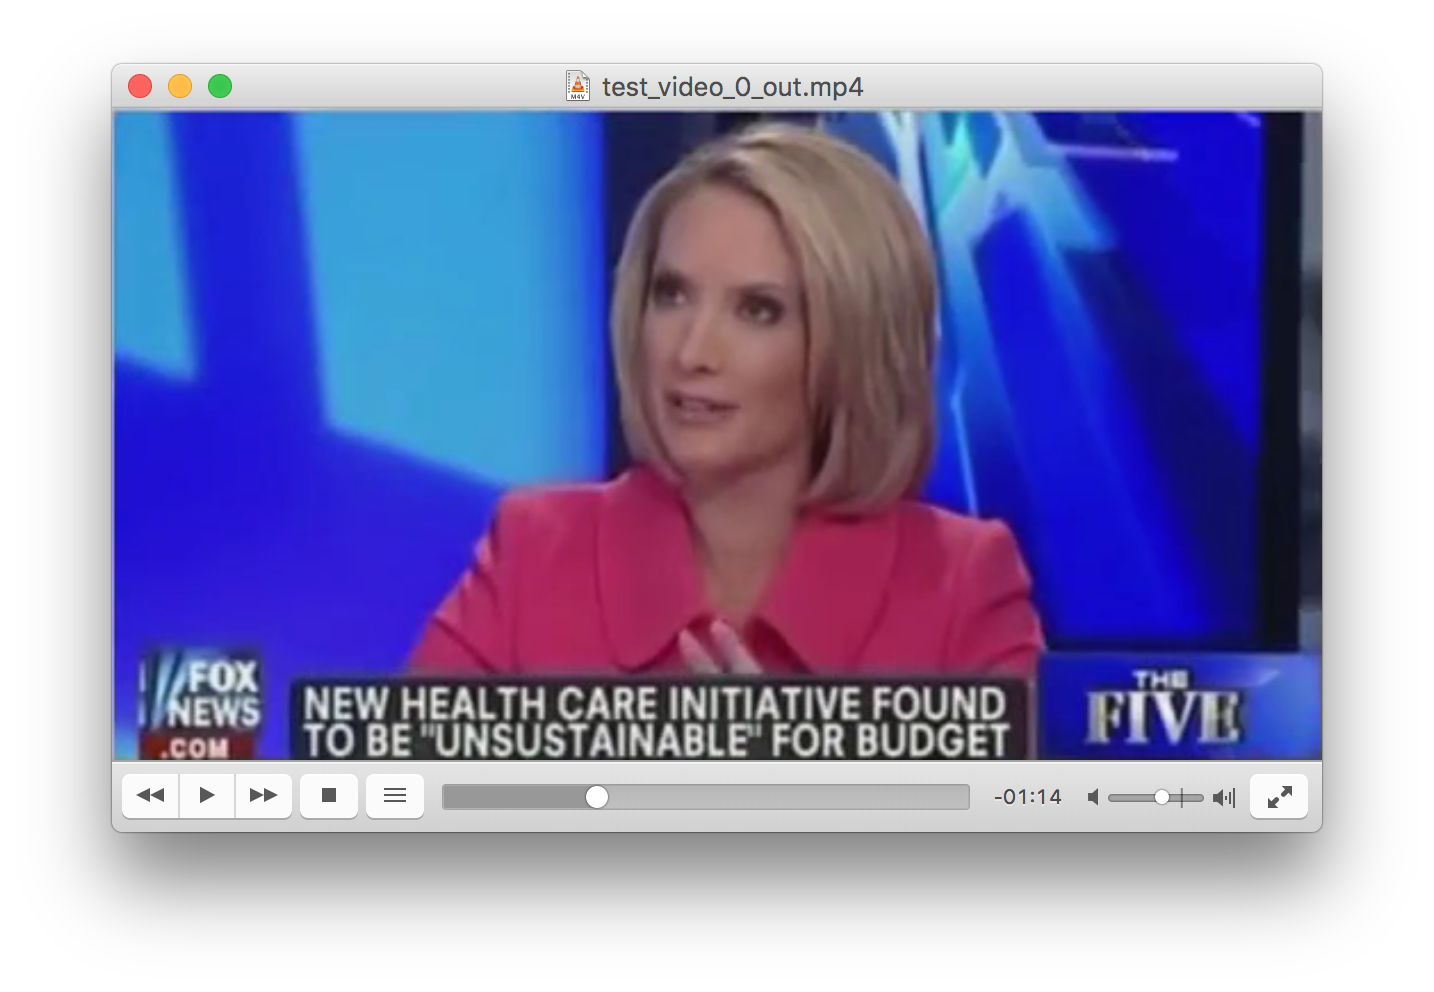 test_video_0_out.mp4
M4V
FOX
NEWS
.COM
NEW HEALTH CARE INITIATIVE FOUND
TO BE "UNSUSTAINABLE" FOR BUDGET
THE
FIVE
-01:14